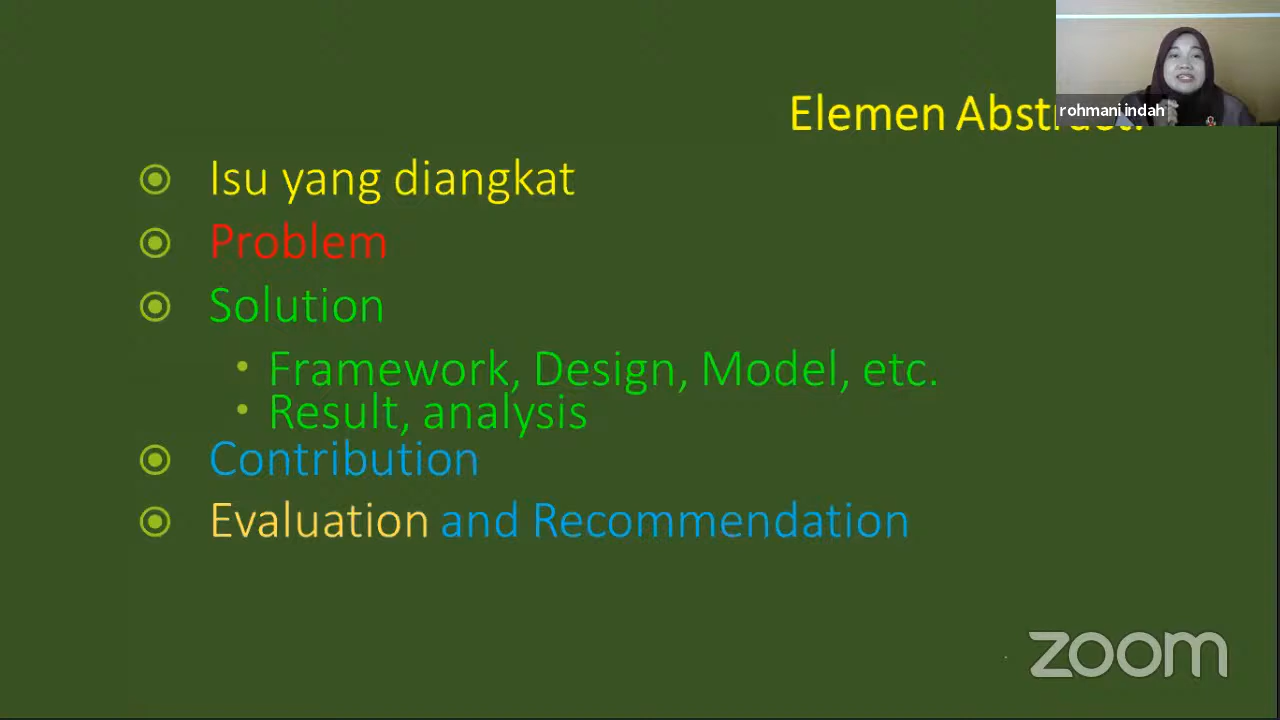 Elemen
rohmani indah
Isu yang diangkat
Problem
Solution
Framework, Design, Model, etc.
Result, analysis
Contribution
Evaluation and Recommendation
zoom